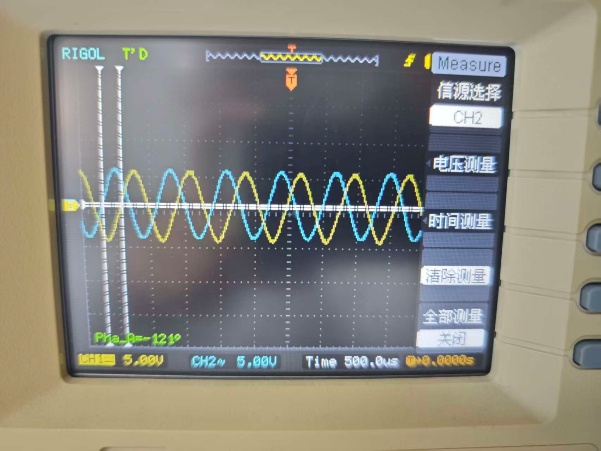 RIGOL T'D
T
Measure
T
信源选择
CH2
电压测量
时间测量
清除测量
全部测量
关闭
Pha_A=-121°
CH1= 5.00V CH2~ 5.00V Time 500.0us T→0.0000s